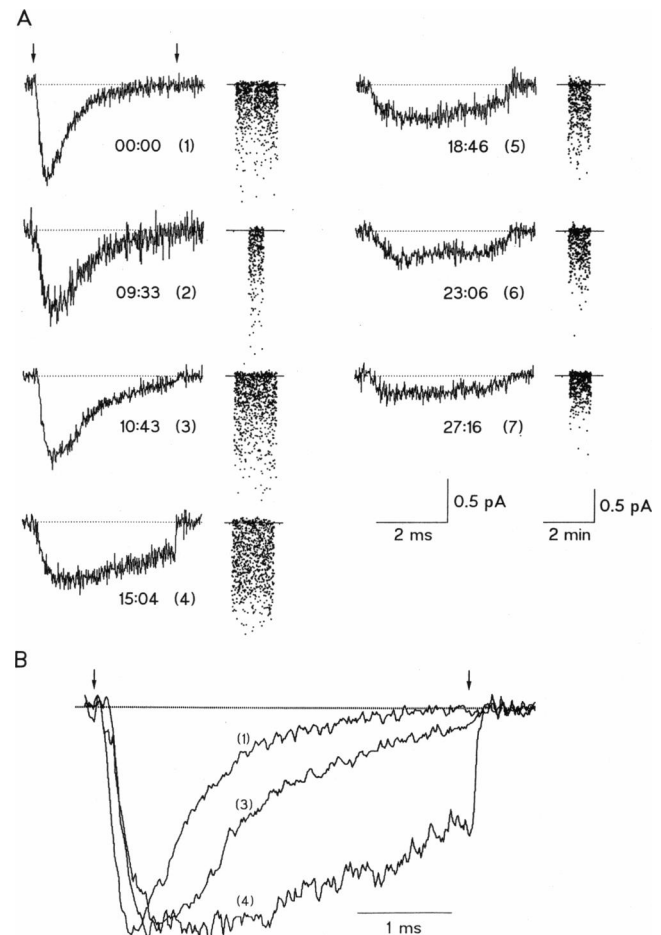 A
00:00 (1)
18:46 (5)
09:33 (2)
23:06 (6)
10:43 (3)
27:16 (7)
0.5 pA
2 ms
0.5 pA
2 min
15:04 (4)
B
(1)
(3)
(4)
1 ms